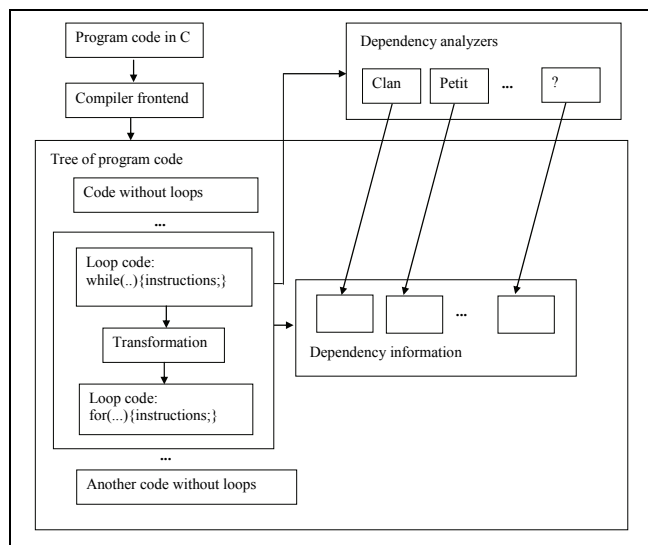 Program code in C
Compiler frontend
Dependency analyzers
Clan
Petit
...
?
Tree of program code
Code without loops
...
Loop code:
while(..){instructions;}
Transformation
Loop code:
for(...){instructions;}
...
Dependency information
...
Another code without loops